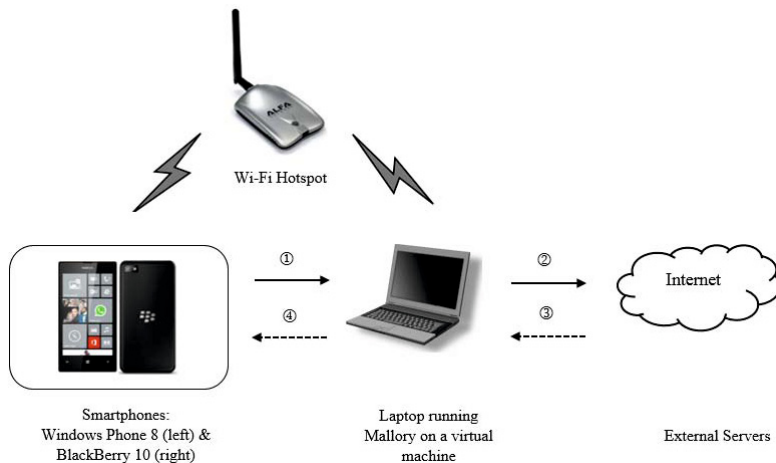 ALFA
Wi-Fi Hotspot
①
②
Internet
④
③
Smartphones:
Windows Phone 8 (left) &
BlackBerry 10 (right)
Laptop running
Mallory on a virtual
machine
External Servers